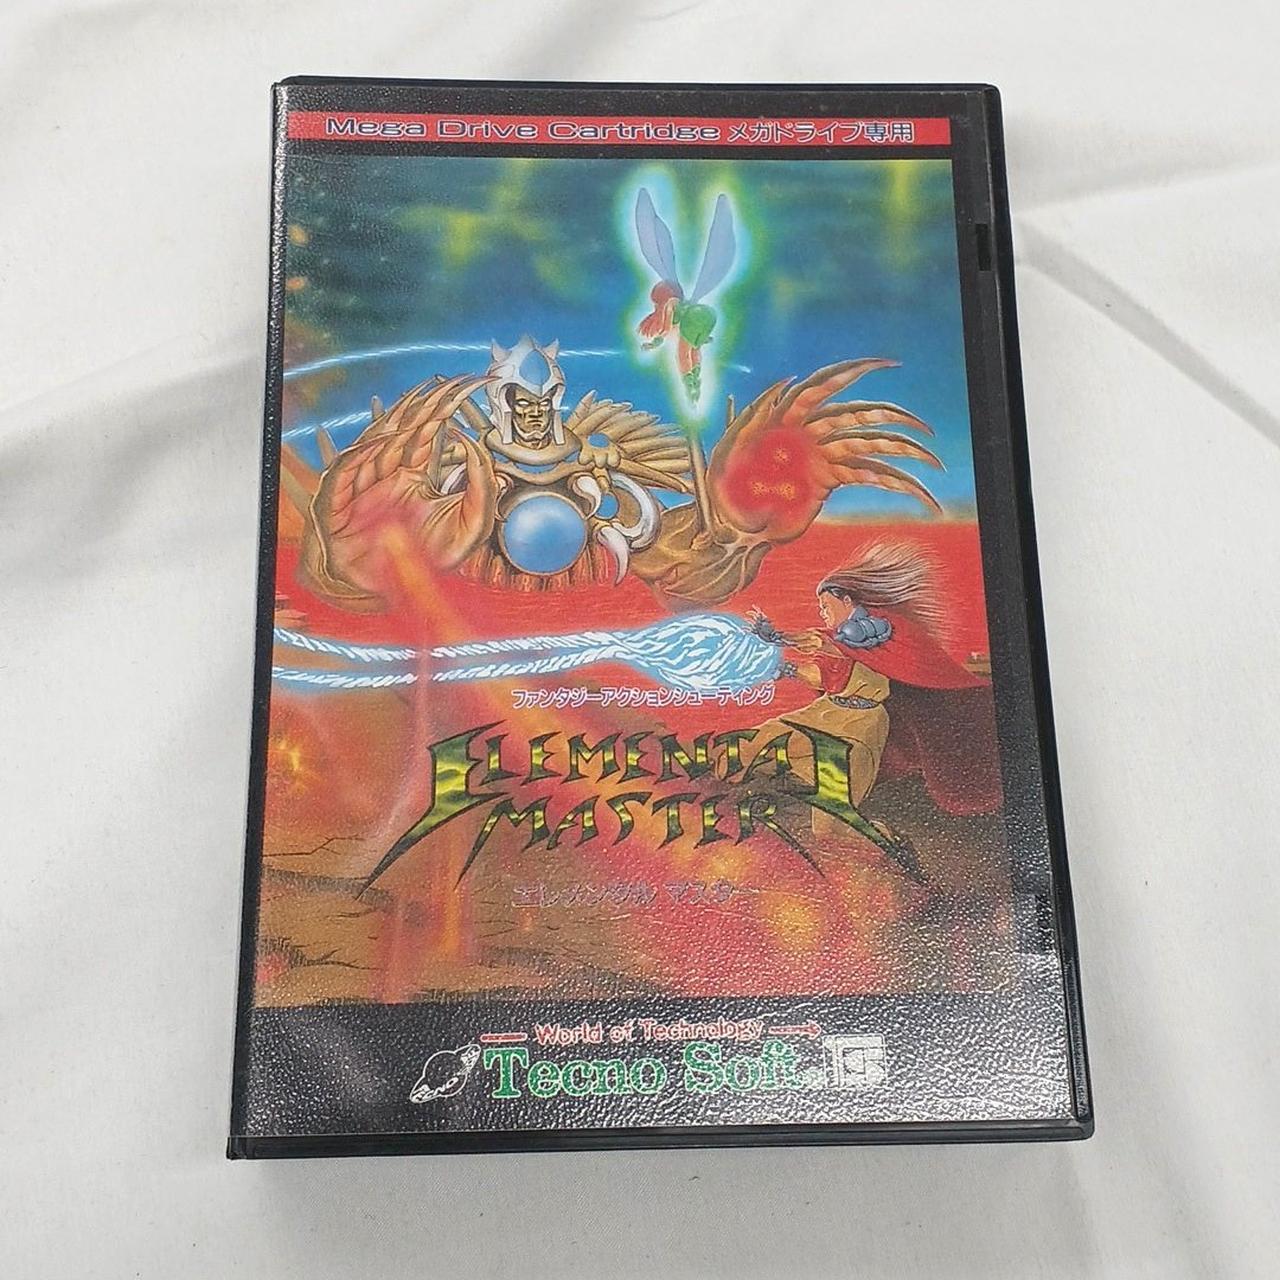 Mega Drive Cartridge メガドライブ専用
ファンタジーアクションシューティング
ELEMENTAL
MASTER
エレメンタル マスター
World of Technology
Tecno Soft